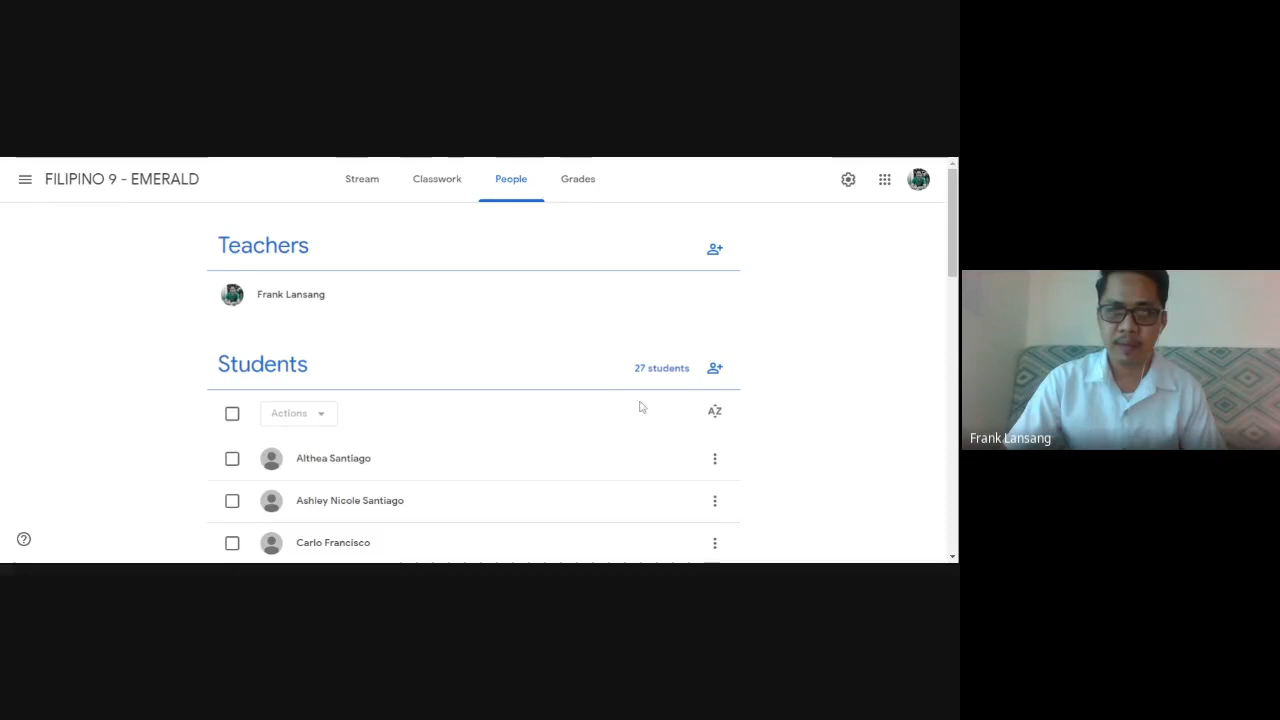 FILIPINO 9 - EMERALD
Stream
Classwork
People
Grades
Teachers
Frank Lansang
Students
27 students
Actions
AZ
Althea Santiago
Ashley Nicole Santiago
Carlo Francisco
Frank Lansang